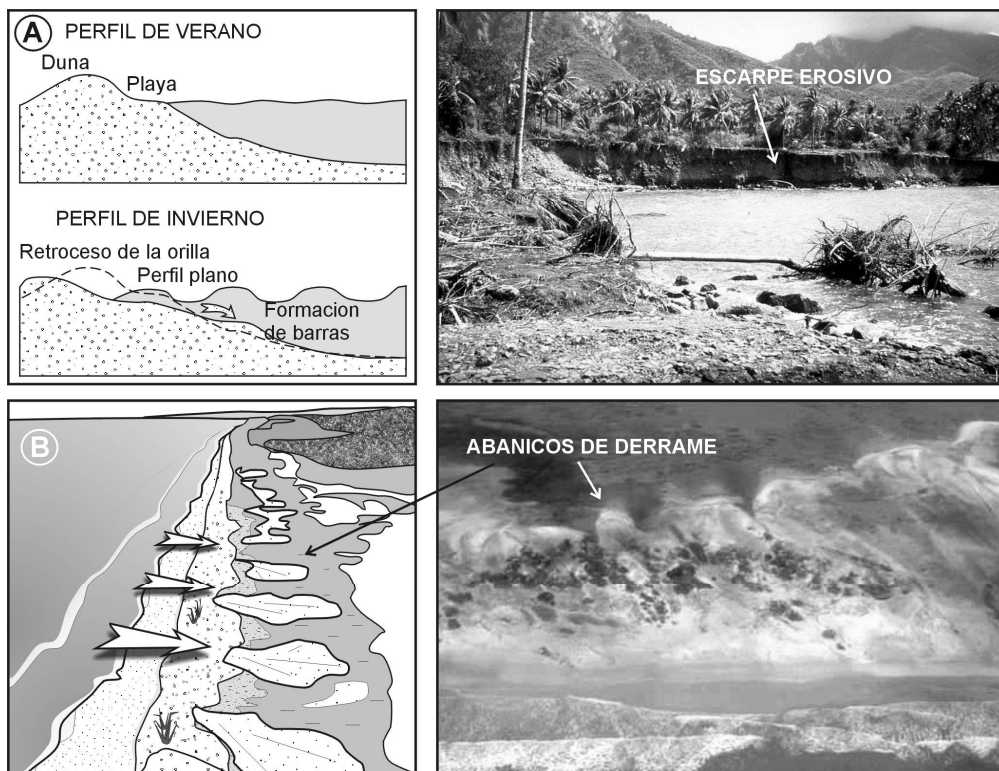 A PERFIL DE VERANO
Duna
Playa
PERFIL DE INVIERNO
Retroceso de la orilla
Perfil plano
Formacion
de barras
ESCARPE EROSIVO
B
ABANICOS DE DERRAME